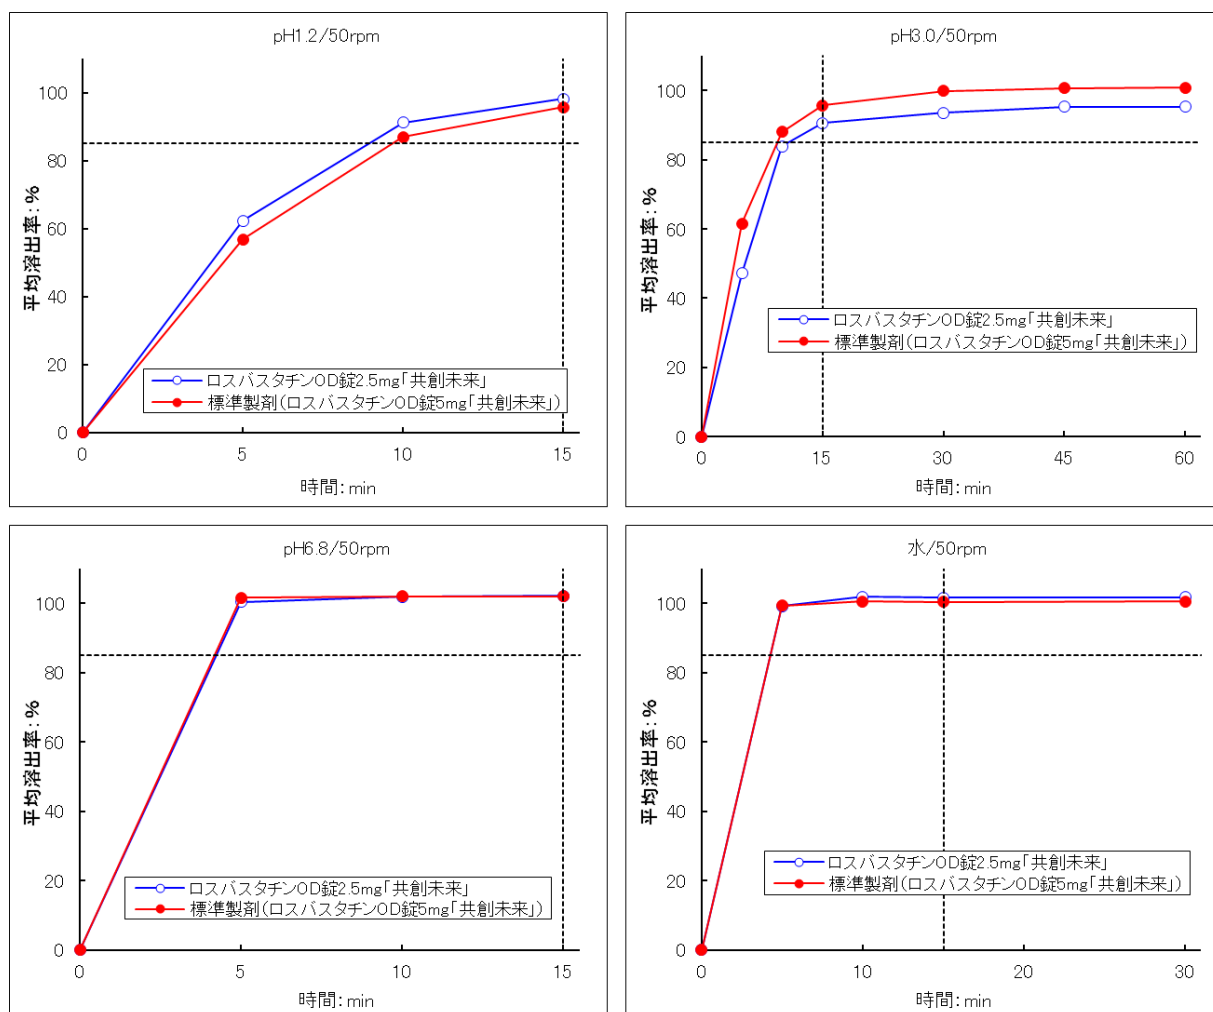 pH1.2/50rpm
平均溶出率：%
100
80
60
40
20
0
ロスバスタチンOD錠2.5mg「共創未来」
標準製剤(ロスバスタチンOD錠5mg「共創未来」)
0 5 10 15
時間：min
pH3.0/50rpm
平均溶出率：%
100
80
60
40
20
0
ロスバスタチンOD錠2.5mg「共創未来」
標準製剤(ロスバスタチンOD錠5mg「共創未来」)
0 15 30 45 60
時間：min
pH6.8/50rpm
平均溶出率：%
100
80
60
40
20
0
ロスバスタチンOD錠2.5mg「共創未来」
標準製剤(ロスバスタチンOD錠5mg「共創未来」)
0 5 10 15
時間：min
水/50rpm
平均溶出率：%
100
80
60
40
20
0
ロスバスタチンOD錠2.5mg「共創未来」
標準製剤(ロスバスタチンOD錠5mg「共創未来」)
0 10 20 30
時間：min